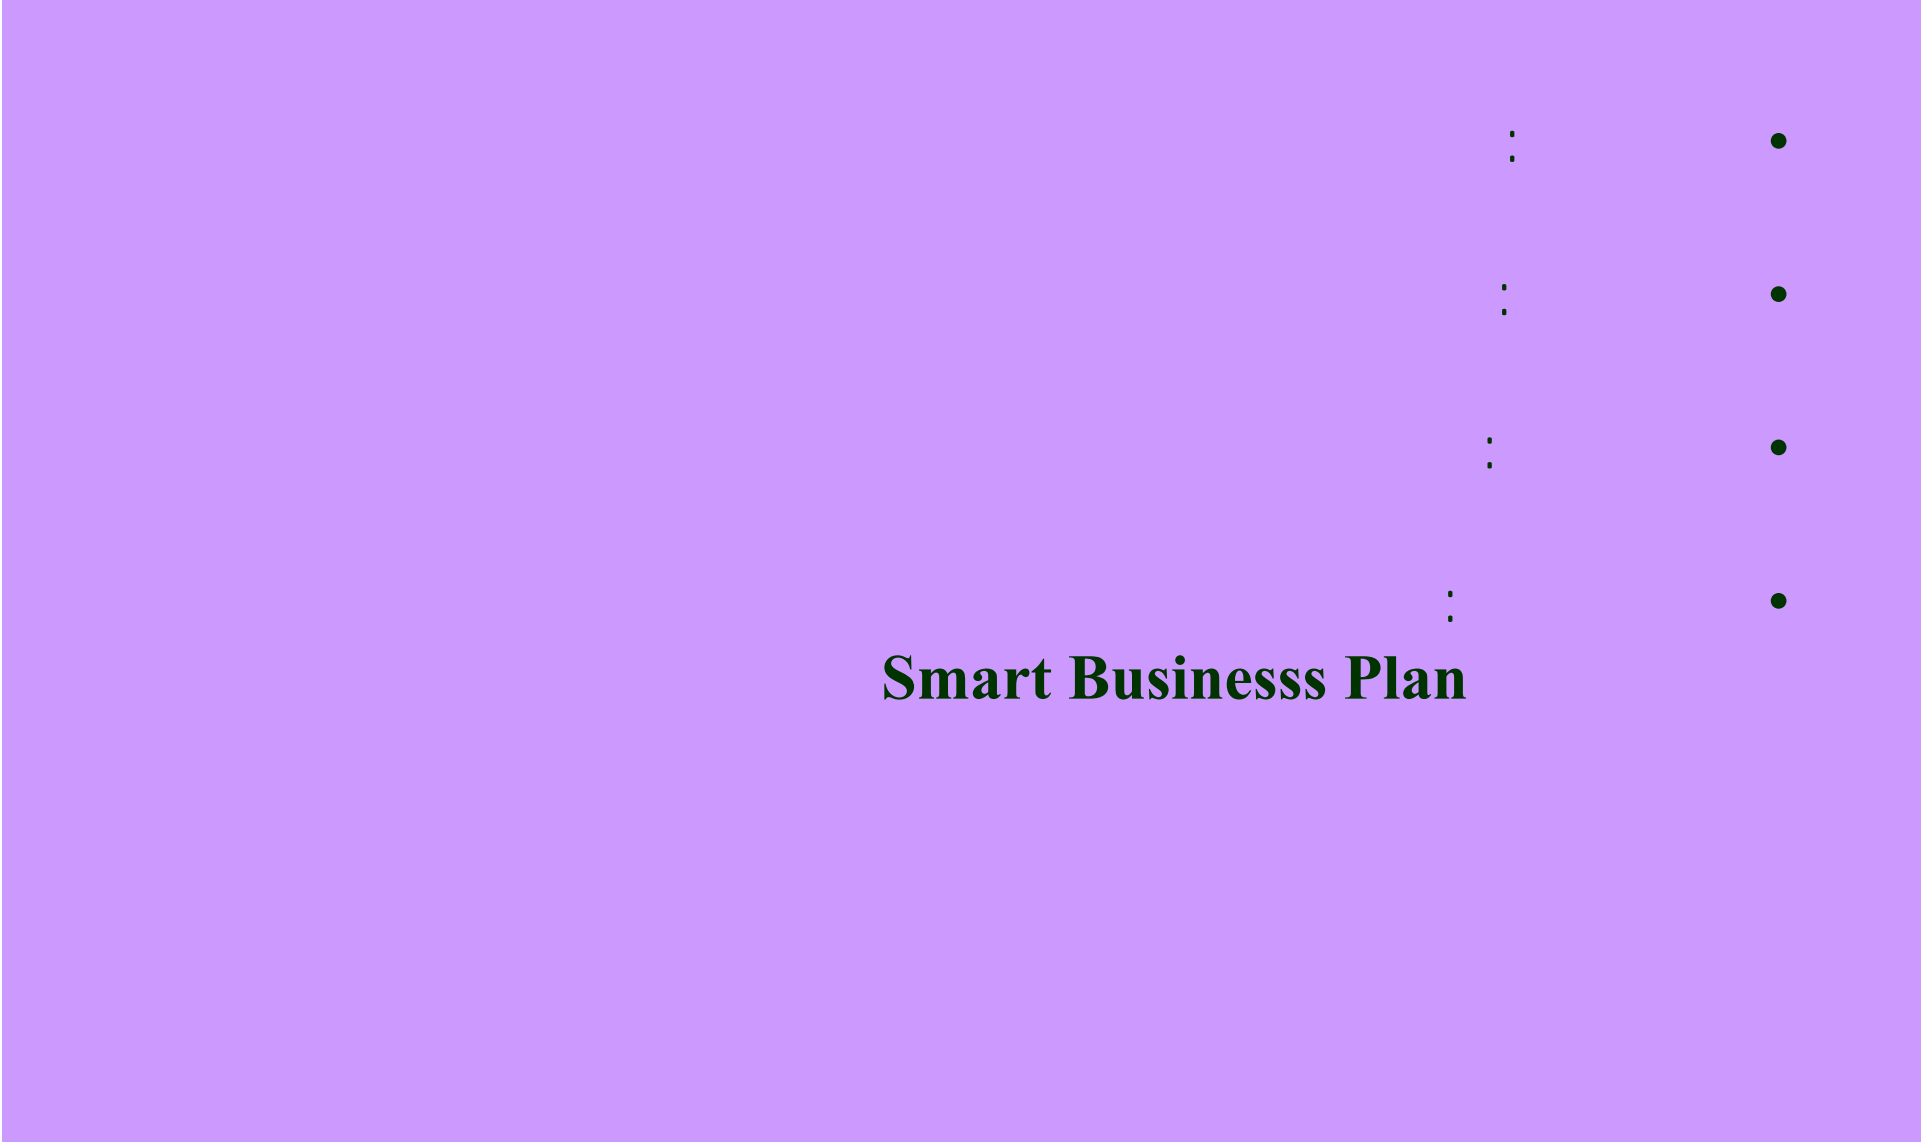 • :
• :
• :
• :
Smart Businesss Plan